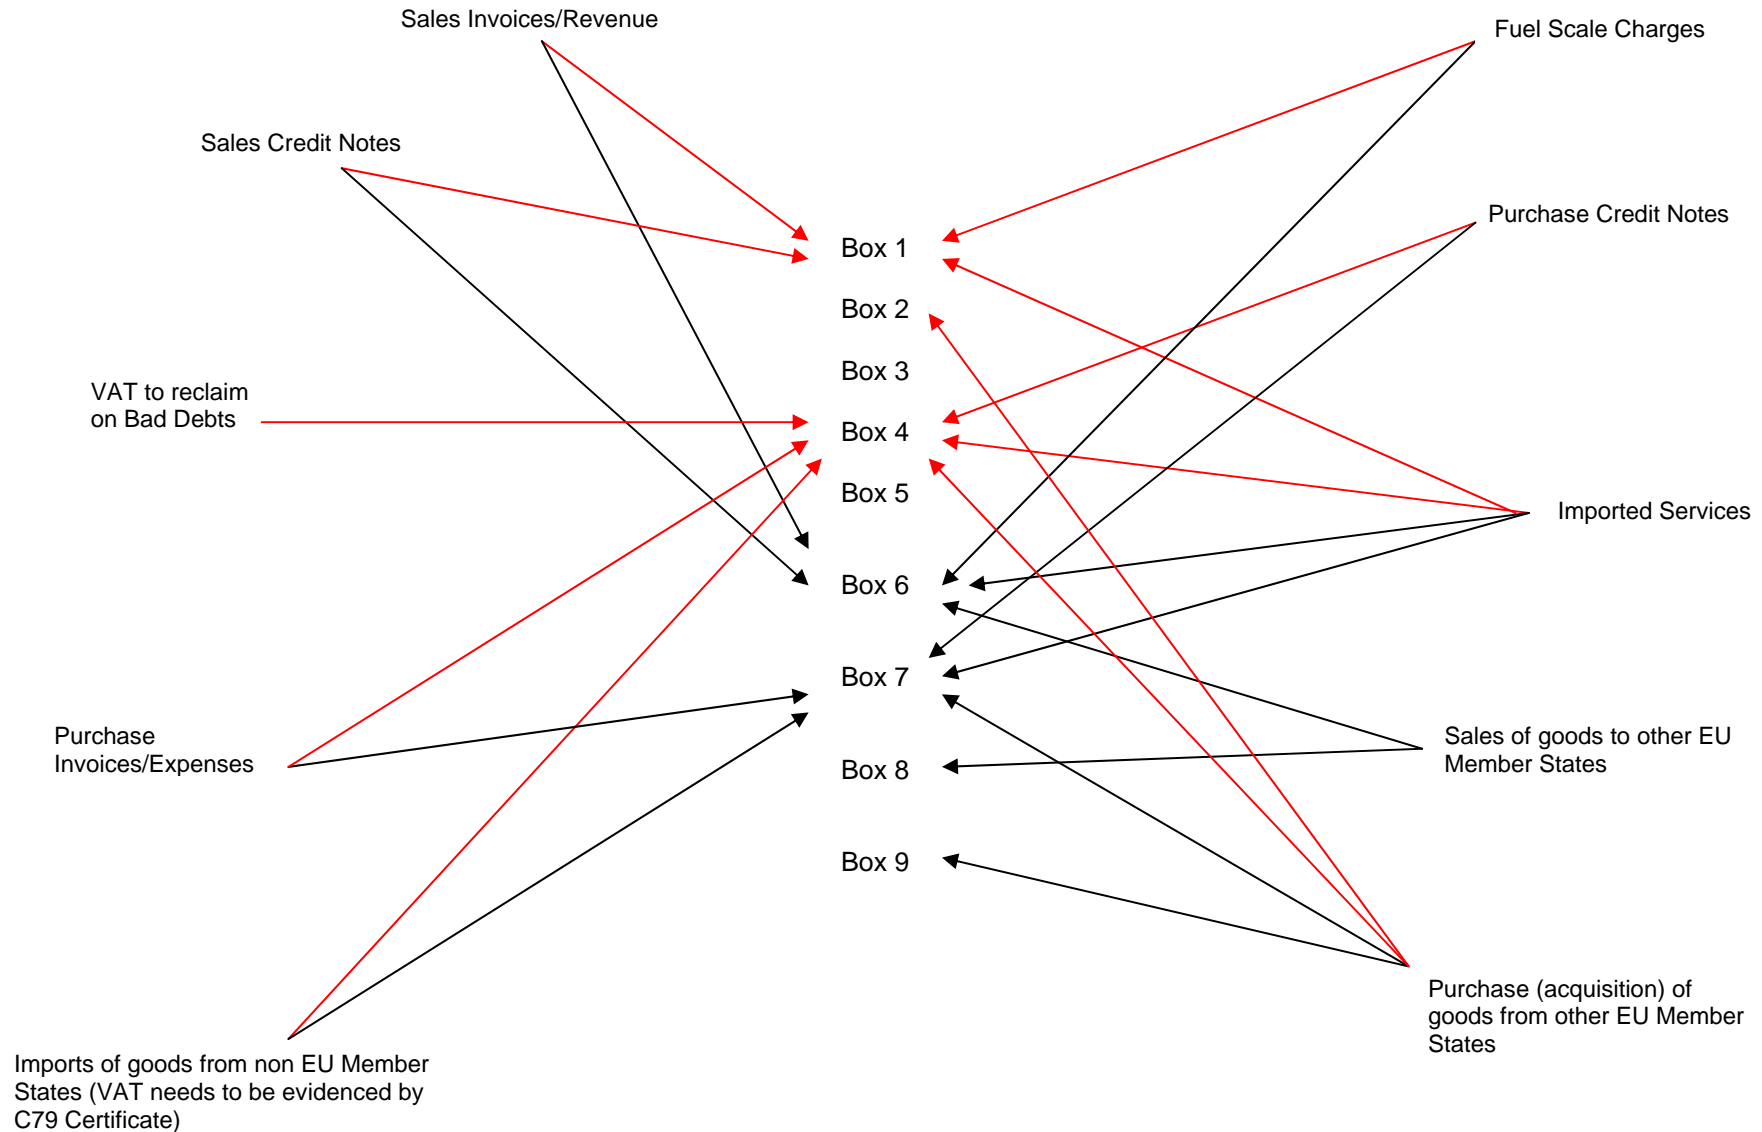 Sales Invoices/Revenue
Fuel Scale Charges
Sales Credit Notes
Purchase Credit Notes
Box 1
Box 2
Box 3
VAT to reclaim
on Bad Debts
Box 4
Box 5
Imported Services
Box 6
Box 7
Purchase
Invoices/Expenses
Sales of goods to other EU
Member States
Box 8
Box 9
Purchase (acquisition) of
goods from other EU Member
States
Imports of goods from non EU Member
States (VAT needs to be evidenced by
C79 Certificate)